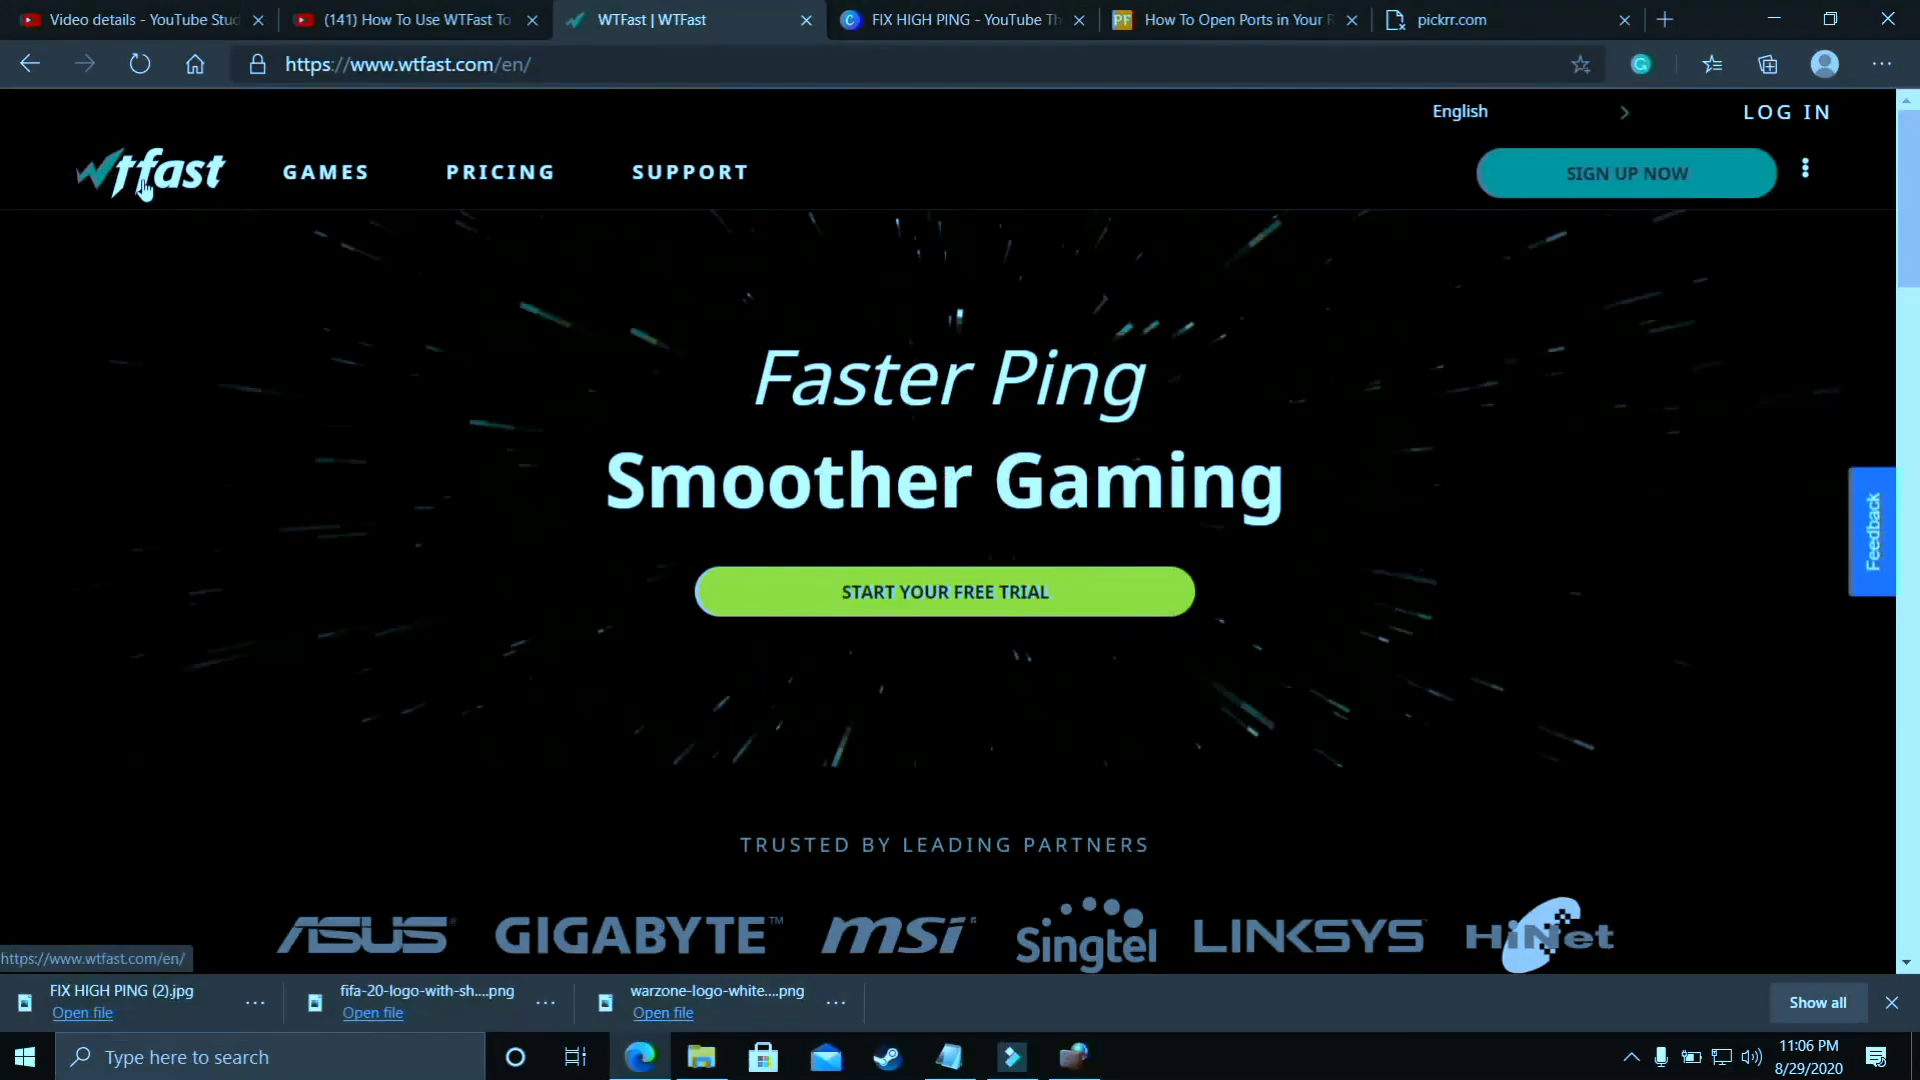 Video details - YouTube Stud
(141) How To Use WTFast To
WTFast | WTFast
FIX HIGH PING - YouTube Th
PF
How To Open Ports in Your R
pickrr.com
https://www.wtfast.com/en/
English
LOG IN
wtfast
GAMES
PRICING
SUPPORT
SIGN UP NOW
Faster Ping
Smoother Gaming
START YOUR FREE TRIAL
Feedback
TRUSTED BY LEADING PARTNERS
ASUS
GIGABYTE™
msi
Singtel
LINKSYS
HiNet
https://www.wtfast.com/en/
FIX HIGH PING (2).jpg
Open file
fifa-20-logo-with-sh....png
Open file
warzone-logo-white....png
Open file
Show all
Type here to search
11:06 PM
8/29/2020